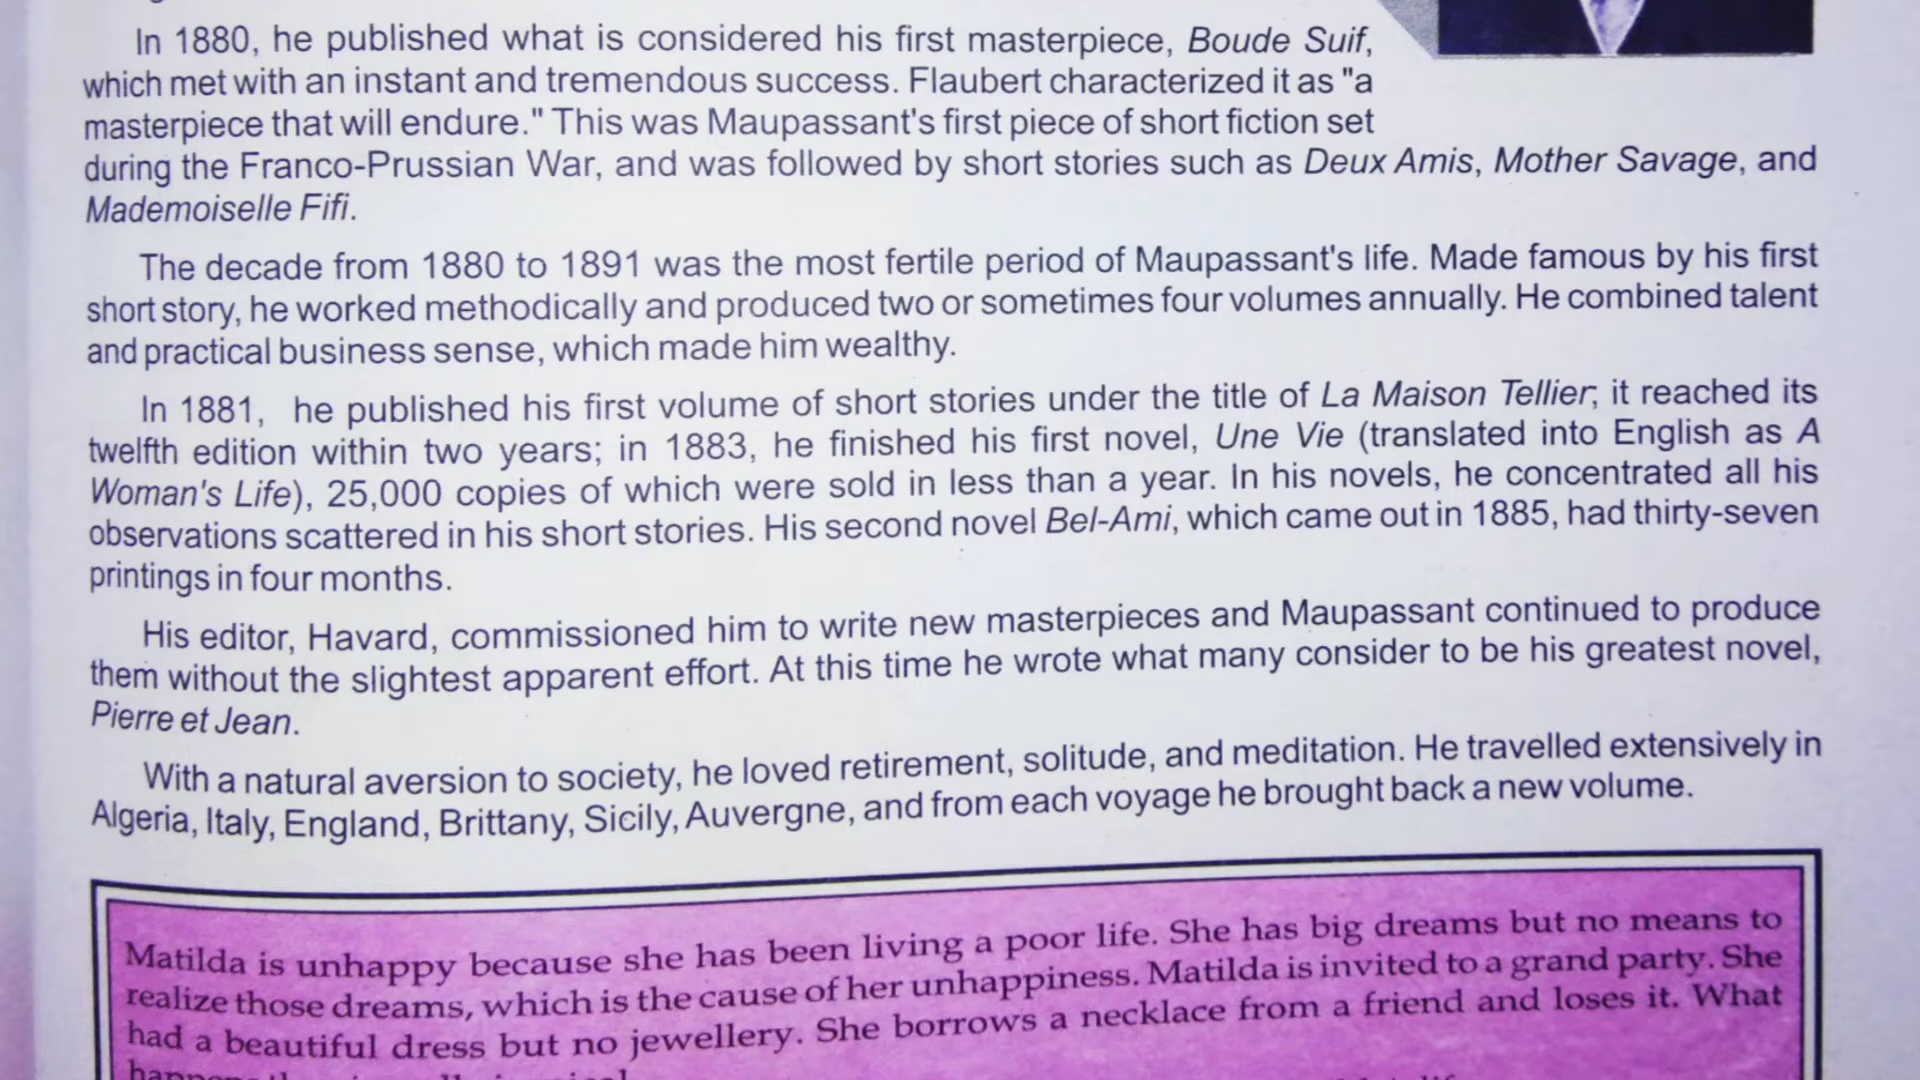 In 1880, he published what is considered his first masterpiece, Boude Suif,
which met with an instant and tremendous success. Flaubert characterized it as "a
masterpiece that will endure." This was Maupassant's first piece of short fiction set
during the Franco-Prussian War, and was followed by short stories such as Deux Amis, Mother Savage, and
Mademoiselle Fifi.
The decade from 1880 to 1891 was the most fertile period of Maupassant's life. Made famous by his first
short story, he worked methodically and produced two or sometimes four volumes annually. He combined talent
and practical business sense, which made him wealthy.
In 1881, he published his first volume of short stories under the title of La Maison Tellier; it reached its
twelfth edition within two years; in 1883, he finished his first novel, Une Vie (translated into English as A
Woman's Life), 25,000 copies of which were sold in less than a year. In his novels, he concentrated all his
observations scattered in his short stories. His second novel Bel-Ami, which came out in 1885, had thirty-seven
printings in four months.
His editor, Havard, commissioned him to write new masterpieces and Maupassant continued to produce
them without the slightest apparent effort. At this time he wrote what many consider to be his greatest novel,
Pierre et Jean.
With a natural aversion to society, he loved retirement, solitude, and meditation. He travelled extensively in
Algeria, Italy, England, Brittany, Sicily, Auvergne, and from each voyage he brought back a new volume.
Matilda is unhappy because she has been living a poor life. She has big dreams but no means to
realize those dreams, which is the cause of her unhappiness. Matilda is invited to a grand party. She
had a beautiful dress but no jewellery. She borrows a necklace from a friend and loses it. What